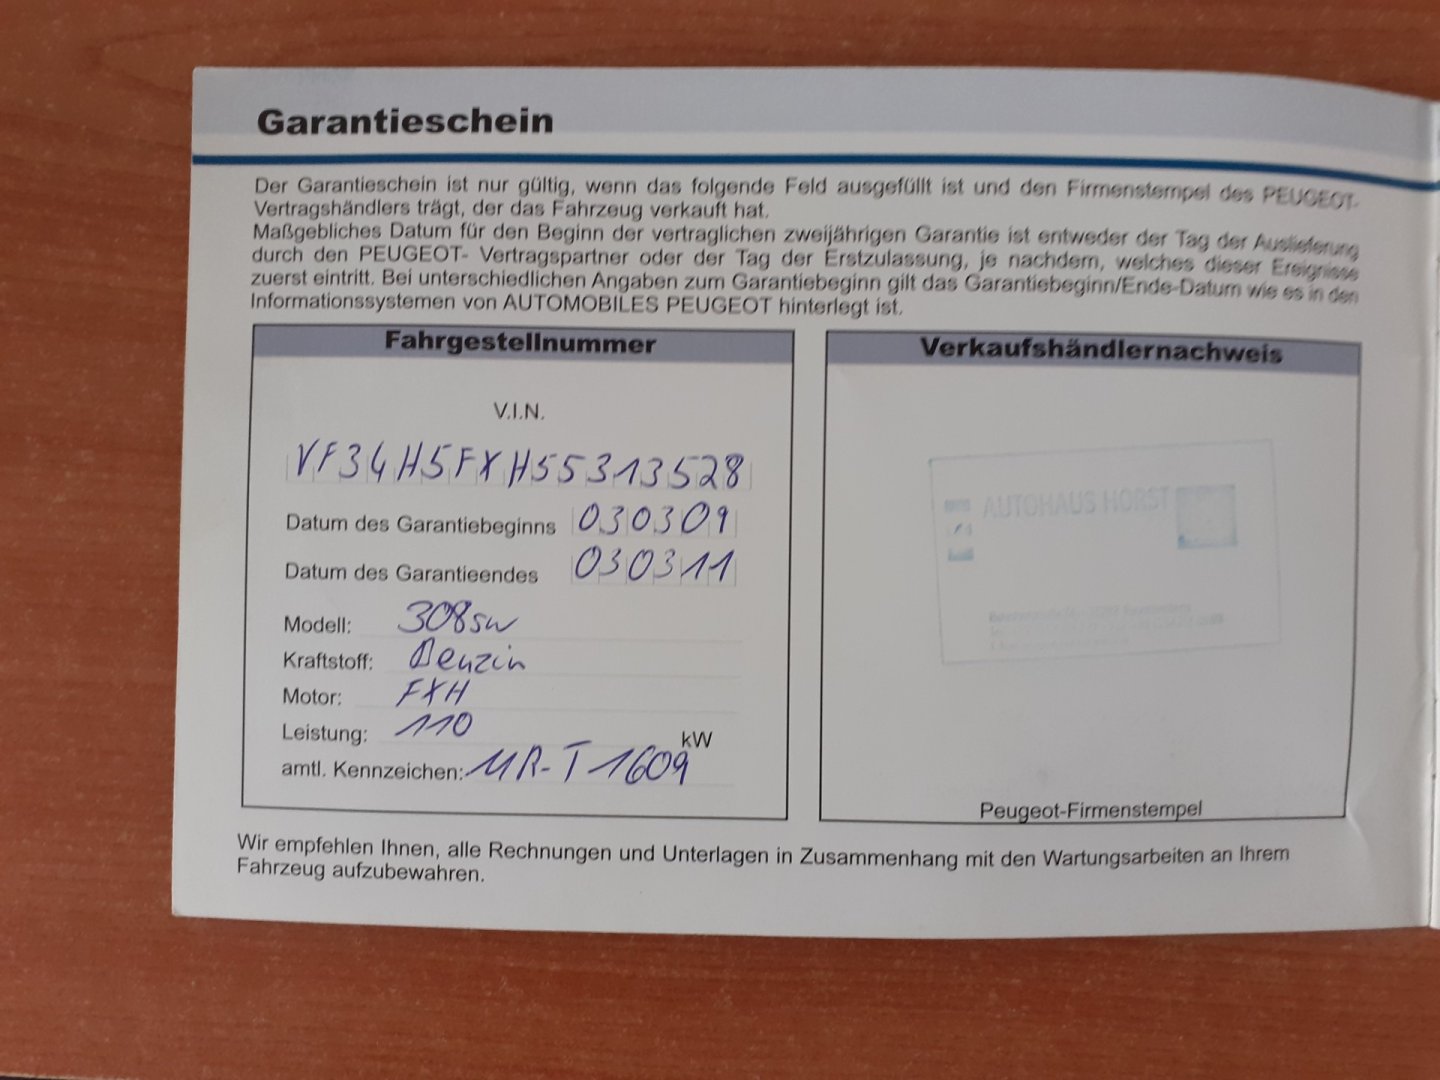 Garantieschein
Der Garantieschein ist nur gültig, wenn das folgende Feld ausgefüllt ist und den Firmenstempel des PEUGEOT-
Vertragshändlers trägt, der das Fahrzeug verkauft hat.
Maßgebliches Datum für den Beginn der vertraglichen zweijährigen Garantie ist entweder der Tag der Auslieferung
durch den PEUGEOT- Vertragspartner oder der Tag der Erstzulassung, je nachdem, welches dieser Ereignisse
zuerst eintritt. Bei unterschiedlichen Angaben zum Garantiebeginn gilt das Garantiebeginn/Ende-Datum wie es in den
Informationssystemen von AUTOMOBILES PEUGEOT hinterlegt ist.
Fahrgestellnummer
V.I.N.
VF34H5FXH55313528
Datum des Garantiebeginns 030309
Datum des Garantieendes 030311
Modell: 308sw
Kraftstoff: Benzin
Motor: FXH
Leistung: 110 kW
amtl. Kennzeichen: MR-T1609
Verkaufshändlernachweis
AUTOHAUS HORST
Peugeot-Firmenstempel
Wir empfehlen Ihnen, alle Rechnungen und Unterlagen in Zusammenhang mit den Wartungsarbeiten an Ihrem
Fahrzeug aufzubewahren.